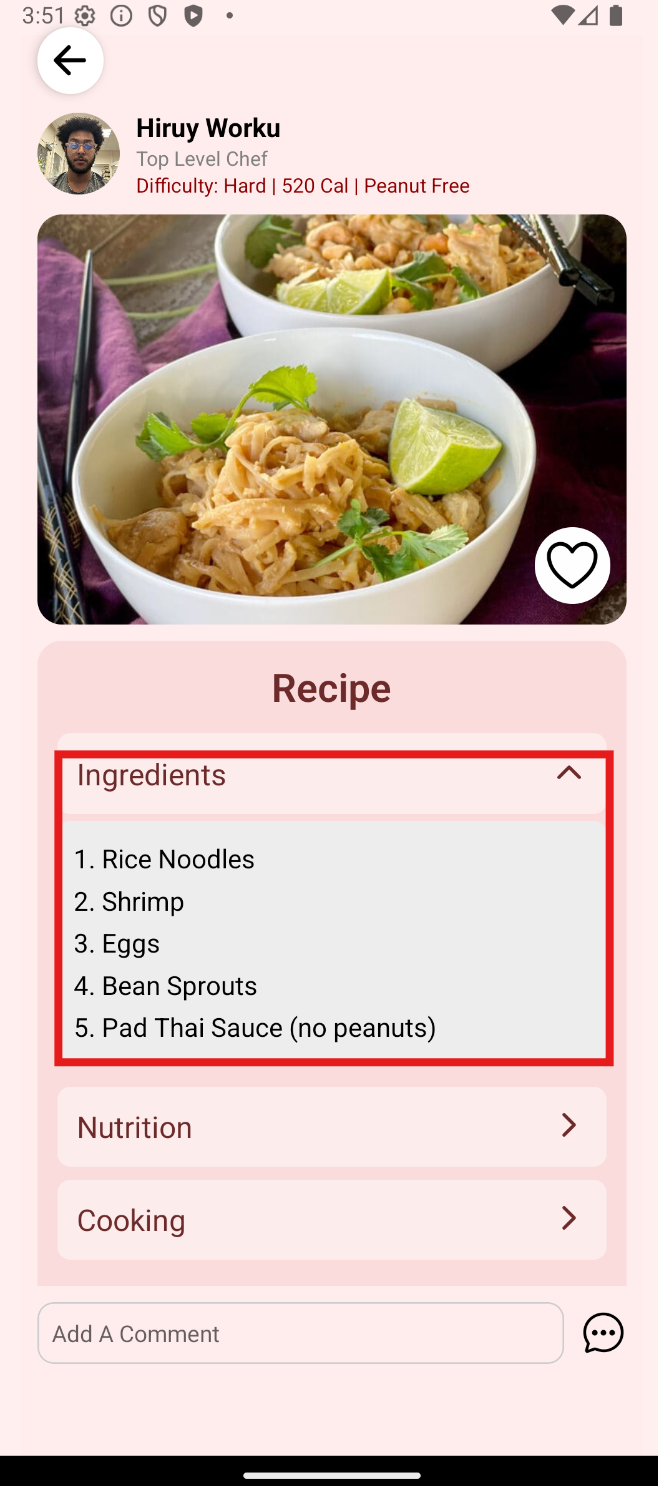 3:51
Hiruy Worku
Top Level Chef
Difficulty: Hard | 520 Cal | Peanut Free
Recipe
Ingredients
1. Rice Noodles
2. Shrimp
3. Eggs
4. Bean Sprouts
5. Pad Thai Sauce (no peanuts)
Nutrition
Cooking
Add A Comment